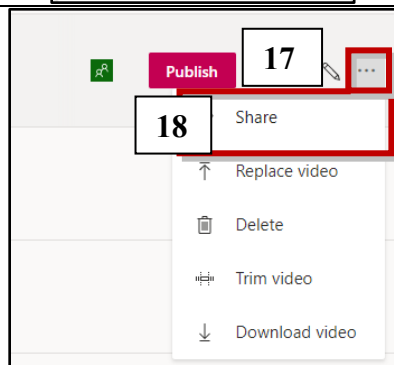 Publish 17 ...
18 Share
Replace video
Delete
Trim video
Download video